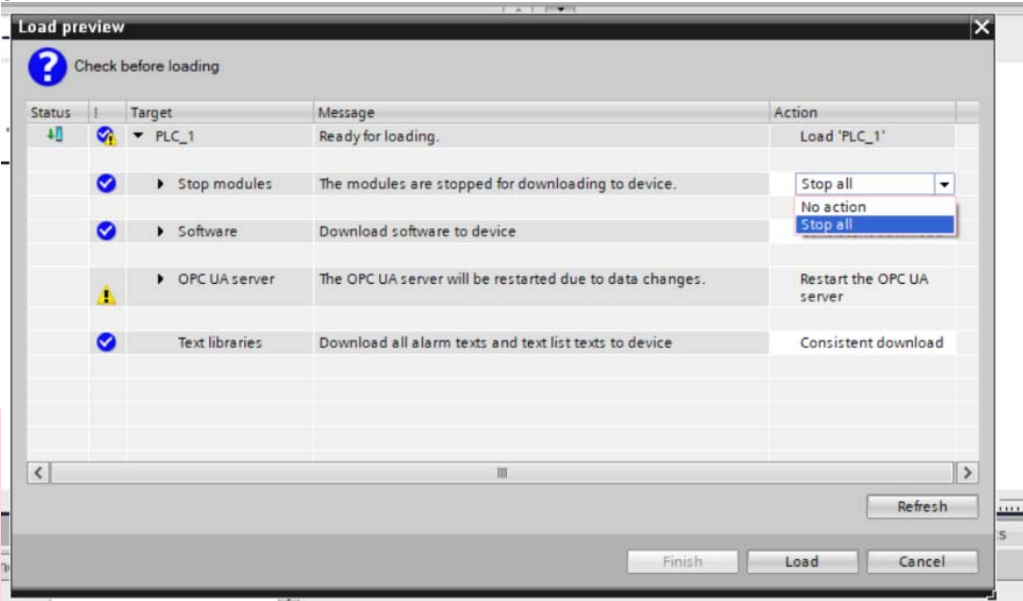 Load preview
Check before loading
Status ! Target Message Action
PLC_1 Ready for loading. Load 'PLC_1'
Stop modules The modules are stopped for downloading to device. Stop all
No action
Stop all
Software Download software to device
OPC UA server The OPC UA server will be restarted due to data changes. Restart the OPC UA
server
Text libraries Download all alarm texts and text list texts to device Consistent download
Refresh
Finish Load Cancel